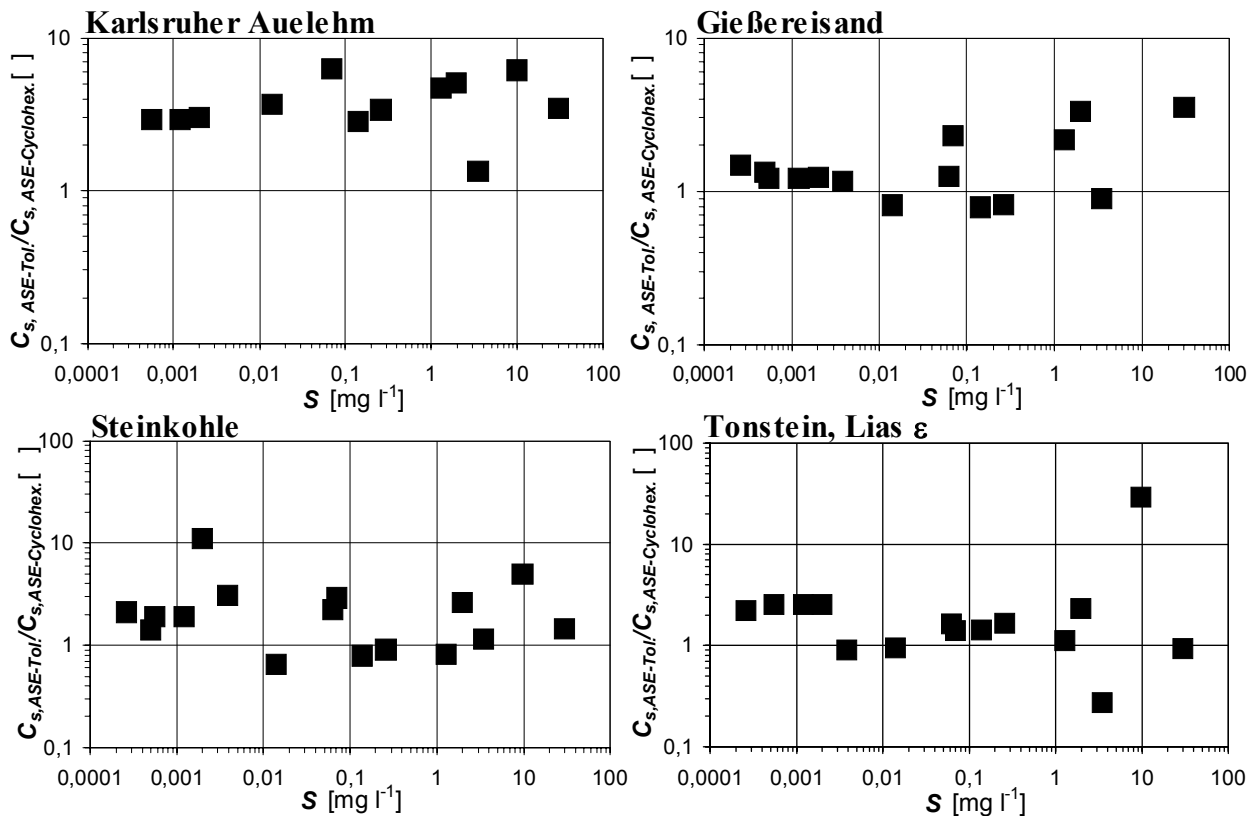 Karlsruher Auelehm
C_s, ASE-Tol./C_s, ASE-Cyclohex. [ ]
10
1
0,1
0,0001 0,001 0,01 0,1 1 10 100
S [mg l⁻¹]
Gießereisand
C_s, ASE-Tol./C_s, ASE-Cyclohex. [ ]
10
1
0,1
0,0001 0,001 0,01 0,1 1 10 100
S [mg l⁻¹]
Steinkohle
C_s,ASE-Tol./C_s,ASE-Cyclohex. [ ]
100
10
1
0,1
0,0001 0,001 0,01 0,1 1 10 100
S [mg l⁻¹]
Tonstein, Lias ε
C_s,ASE-Tol./C_s,ASE-Cyclohex. [ ]
100
10
1
0,1
0,0001 0,001 0,01 0,1 1 10 100
S [mg l⁻¹]